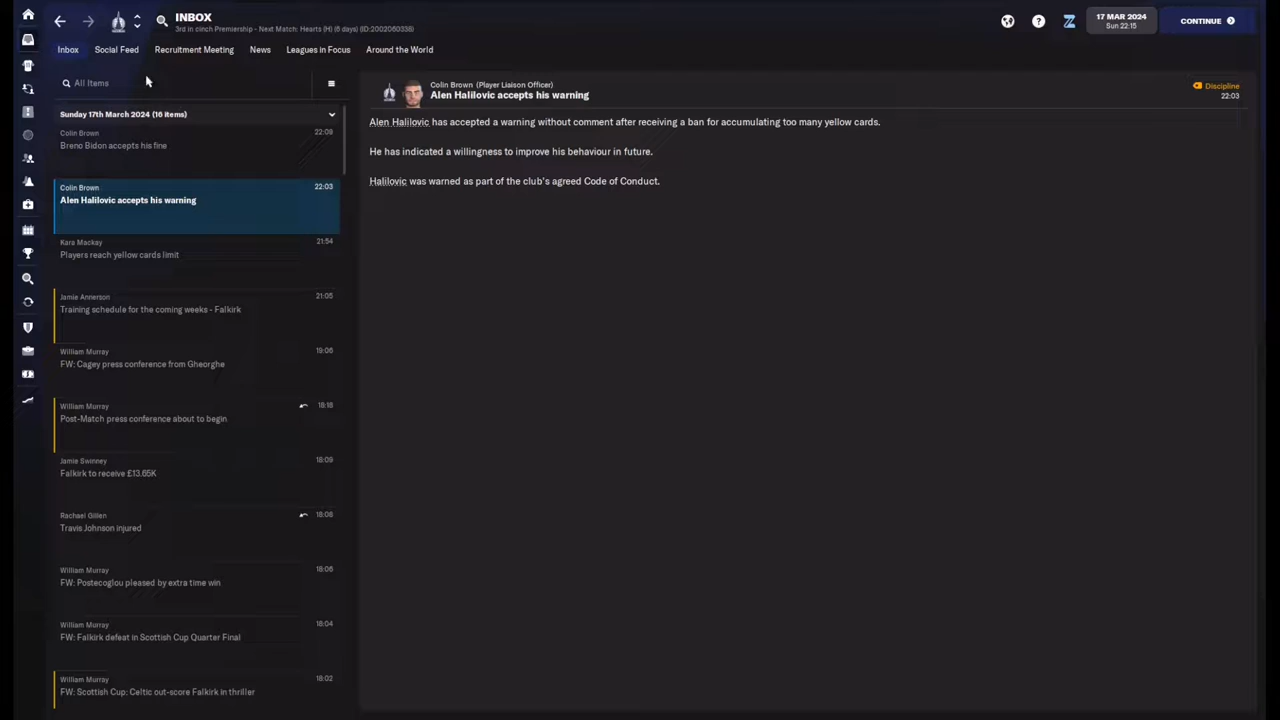 INBOX
3rd in cinch Premiership - Next Match: Hearts (H) (6 days) (ID:2002060338)
17 MAR 2024
Sun 22:15
CONTINUE
Inbox
Social Feed
Recruitment Meeting
News
Leagues in Focus
Around the World
All Items
Sunday 17th March 2024 (16 items)
Colin Brown
22:09
Breno Bidon accepts his fine
Colin Brown
22:03
Alen Halilovic accepts his warning
Kara Mackay
21:54
Players reach yellow cards limit
Jamie Annerson
21:05
Training schedule for the coming weeks - Falkirk
William Murray
19:06
FW: Cagey press conference from Gheorghe
William Murray
18:18
Post-Match press conference about to begin
Jamie Swinney
18:09
Falkirk to receive £13.65K
Rachael Gillen
18:08
Travis Johnson injured
William Murray
18:06
FW: Postecoglou pleased by extra time win
William Murray
18:04
FW: Falkirk defeat in Scottish Cup Quarter Final
William Murray
18:02
FW: Scottish Cup: Celtic out-score Falkirk in thriller
Colin Brown (Player Liaison Officer)
Alen Halilovic accepts his warning
Discipline
22:03
Alen Halilovic has accepted a warning without comment after receiving a ban for accumulating too many yellow cards.
He has indicated a willingness to improve his behaviour in future.
Halilovic was warned as part of the club's agreed Code of Conduct.